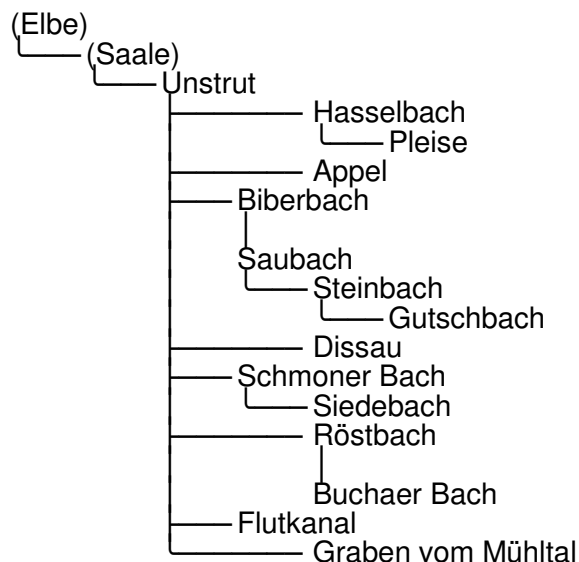 (Elbe)
(Saale)
Unstrut
Hasselbach
Pleise
Appel
Biberbach
Saubach
Steinbach
Gutschbach
Dissau
Schmoner Bach
Siedebach
Röstbach
Buchaer Bach
Flutkanal
Graben vom Mühltal